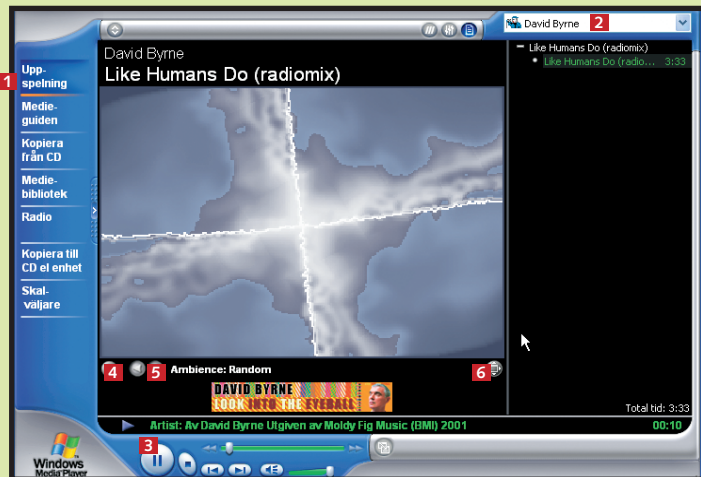 David Byrne
2
David Byrne
Like Humans Do (radiomix)
Like Humans Do (radiomix)
Like Humans Do (radio... 3:33
1
Upp-
spelning
Medie-
guiden
Kopiera
från CD
Medie-
bibliotek
Radio
Kopiera till
CD el enhet
Skal-
väljare
4
5
Ambience: Random
6
DAVID BYRNE
LOOK INTO THE EYEBALL
Total tid: 3:33
Artist: Av David Byrne Utgiven av Moldy Fig Music (BMI) 2001
00:10
3
Windows
Media Player